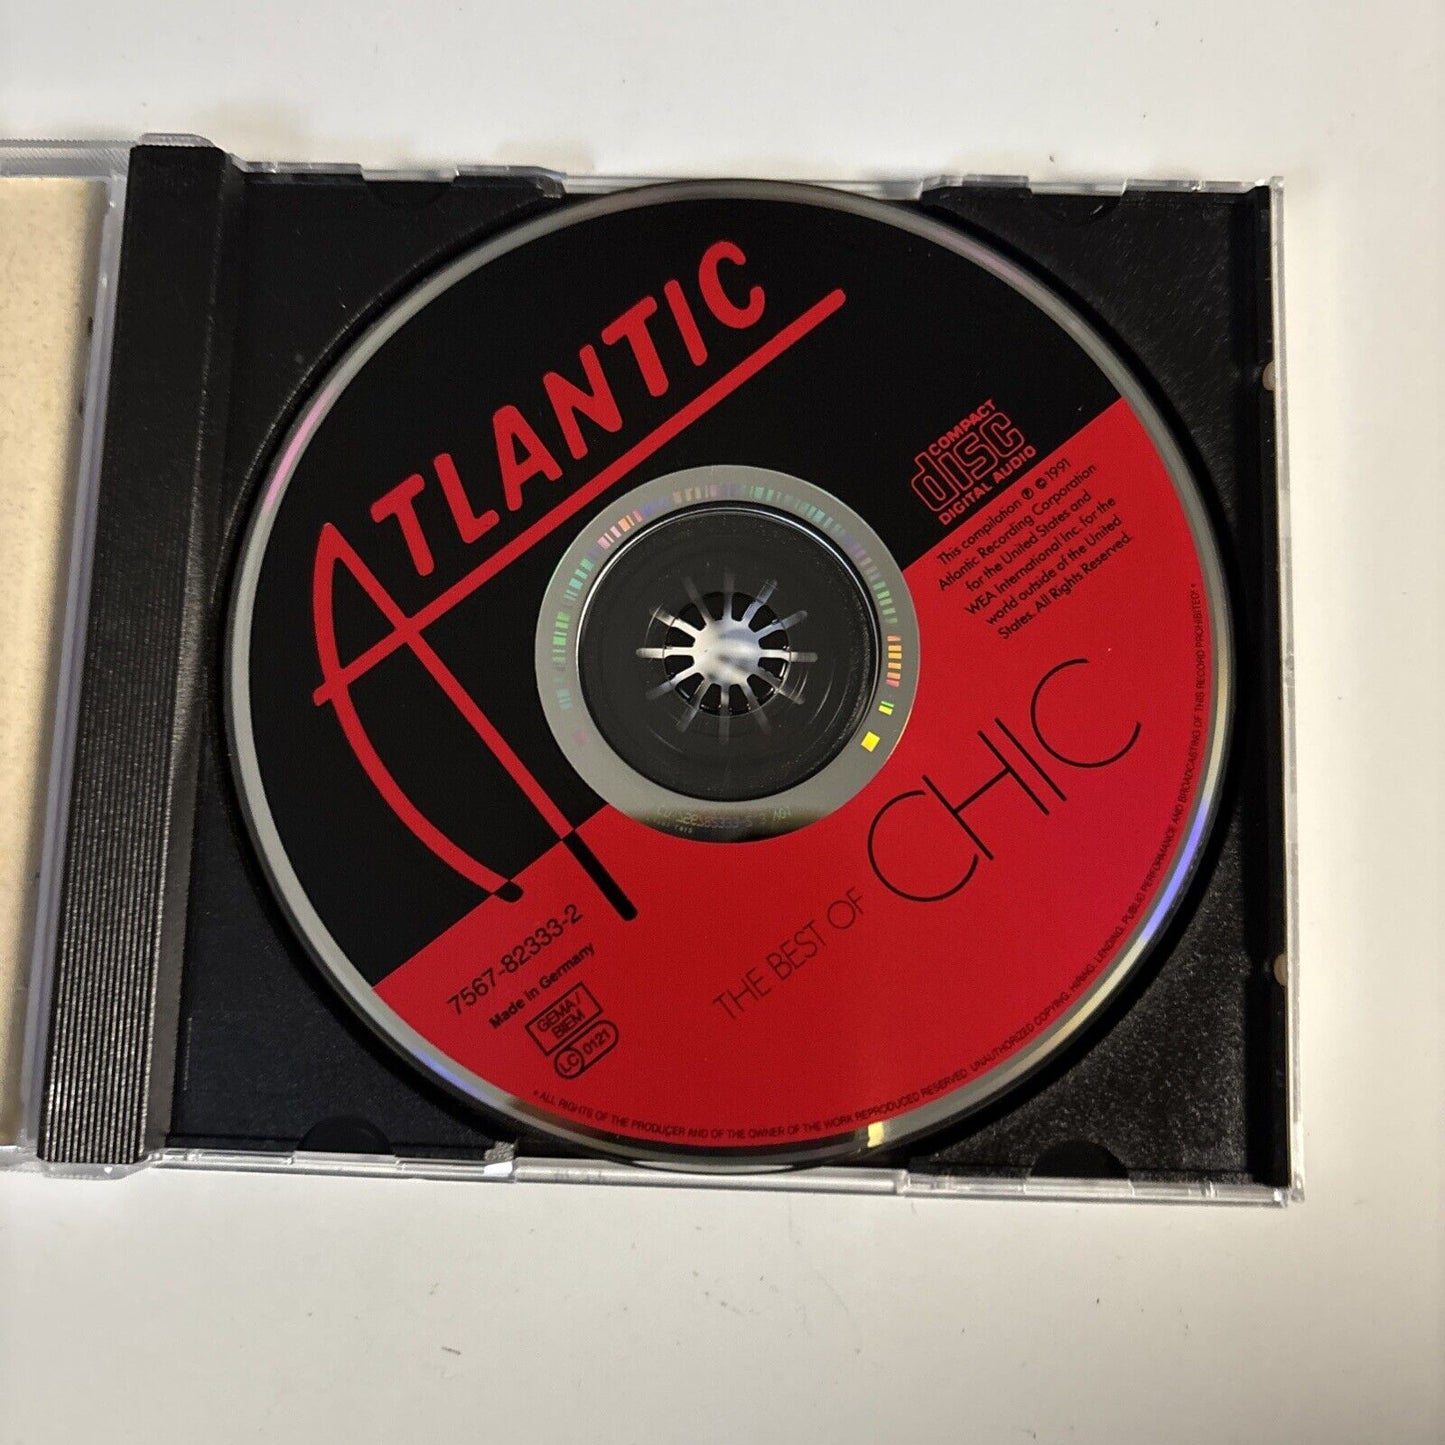 ATLANTIC
COMPACT
disc
DIGITAL AUDIO
This compilation ℗ © 1991
Atlantic Recording Corporation
for the United States and
WEA International Inc. for the
world outside of the United
States. All Rights Reserved.
THE BEST OF CHIC
7567-82333-2
Made in Germany
GEMA/
BIEM
LC 0121
* ALL RIGHTS OF THE PRODUCER AND OF THE OWNER OF THE WORK REPRODUCED RESERVED. UNAUTHORIZED COPYING, HIRING, LENDING, PUBLIC PERFORMANCE AND BROADCASTING OF THIS RECORD PROHIBITED *